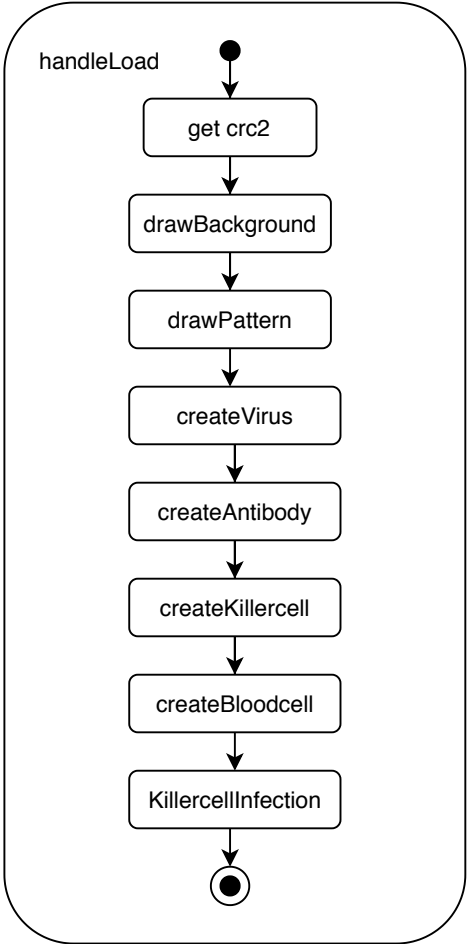 handleLoad
get crc2
drawBackground
drawPattern
createVirus
createAntibody
createKillercell
createBloodcell
KillercellInfection